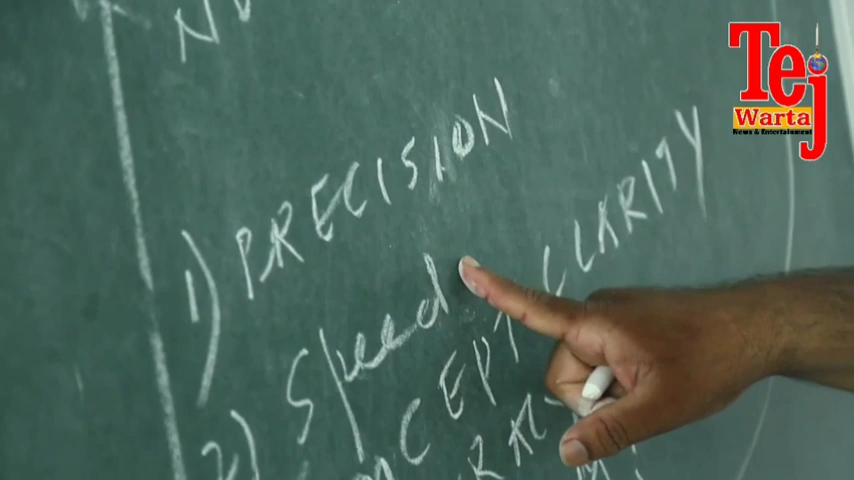 1) PRECISION
Speed
2) CONCEPT CLARITY
Tej
Warta
News & Entertainment